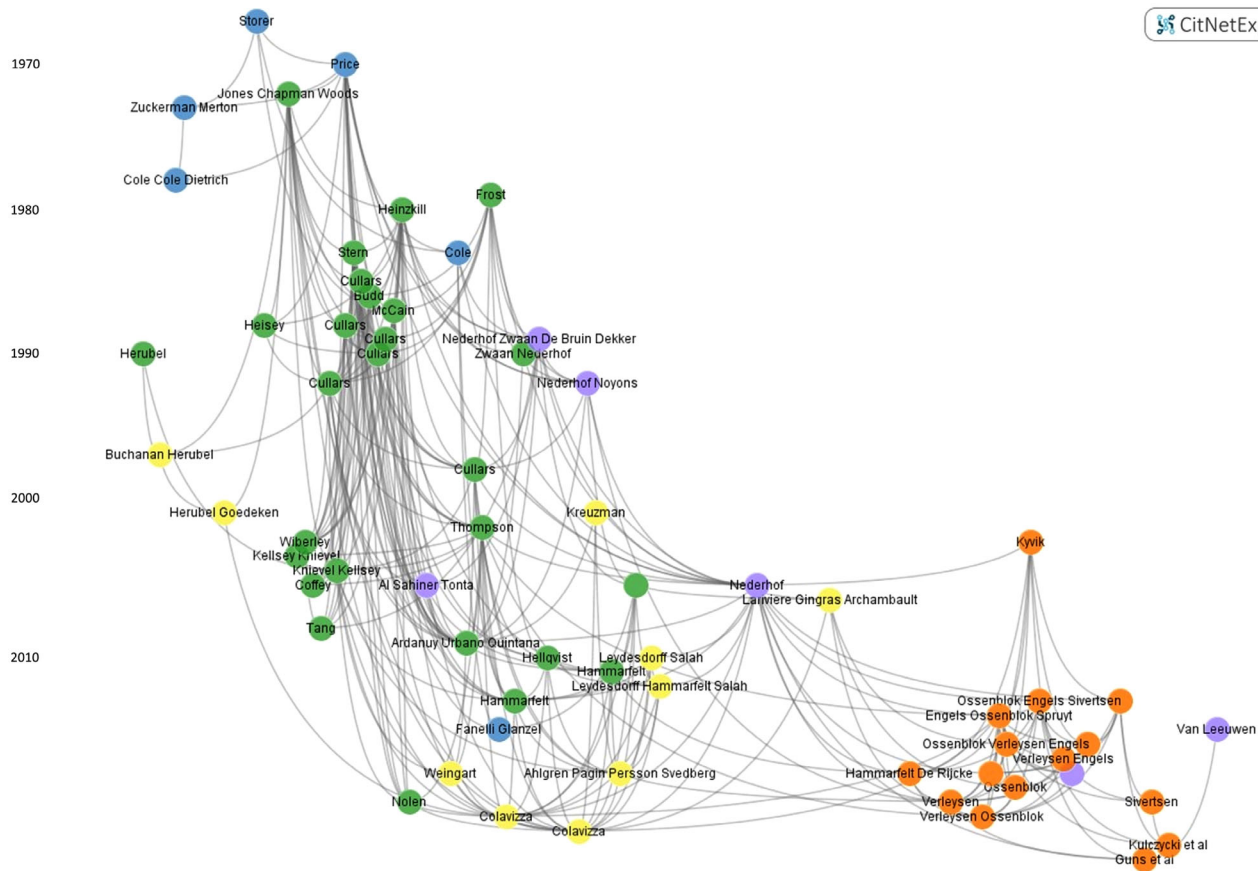 Storer
CitNetEx
1970
Price
Jones Chapman Woods
Zuckerman Merton
Cole Cole Dietrich
Frost
1980
Heinzkill
Stern
Cole
Cullars
Budd
McCain
Heisey
Cullars
Cullars
Nederhof Zwaan De Bruin Dekker
1990
Herubel
Cullars
Zwaan Nederhof
Cullars
Nederhof Noyons
Buchanan Herubel
Cullars
2000
Herubel Goedeken
Kreuzman
Thompson
Wiberley
Kyvik
Kellsey Knievel
Knievel Kellsey
Coffey
Al Sahiner Tonta
Nederhof
Lariviere Gingras Archambault
Tang
Ardanuy Urbano Quintana
2010
Hellqvist
Leydesdorff Salah
Hammarfelt
Leydesdorff Hammarfelt Salah
Hammarfelt
Ossenblok Engels Sivertsen
Engels Ossenblok Spruyt
Fanelli Glanzel
Van Leeuwen
Ossenblok Verleysen Engels
Verleysen Engels
Weingart
Ahlgren Pagin Persson Svedberg
Hammarfelt De Rijcke
Ossenblok
Nolen
Verleysen
Sivertsen
Colavizza
Verleysen Ossenblok
Colavizza
Kulczycki et al
Guns et al